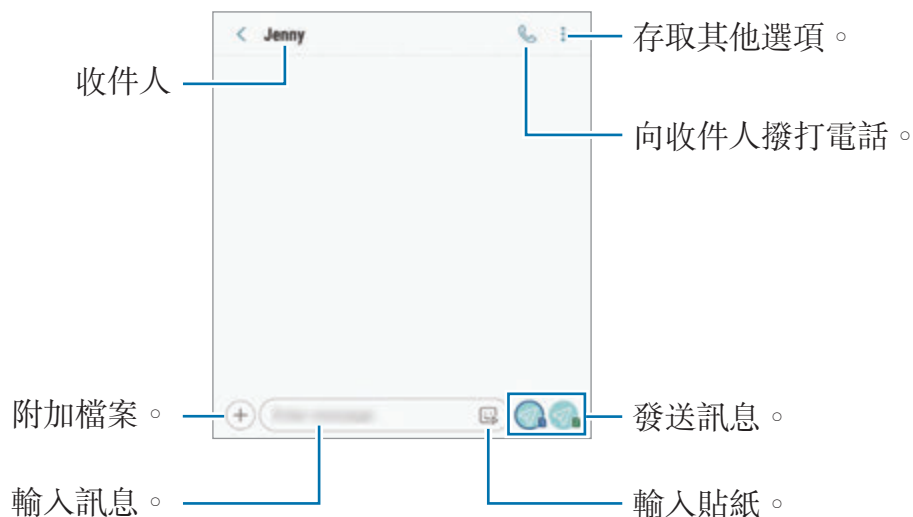 Jenny
存取其他選項。
收件人
向收件人撥打電話。
附加檔案。
發送訊息。
輸入訊息。
輸入貼紙。